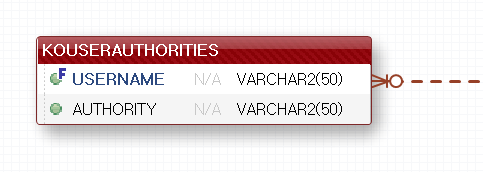 KOUSERAUTHORITIES
F USERNAME N/A VARCHAR2(50)
AUTHORITY N/A VARCHAR2(50)